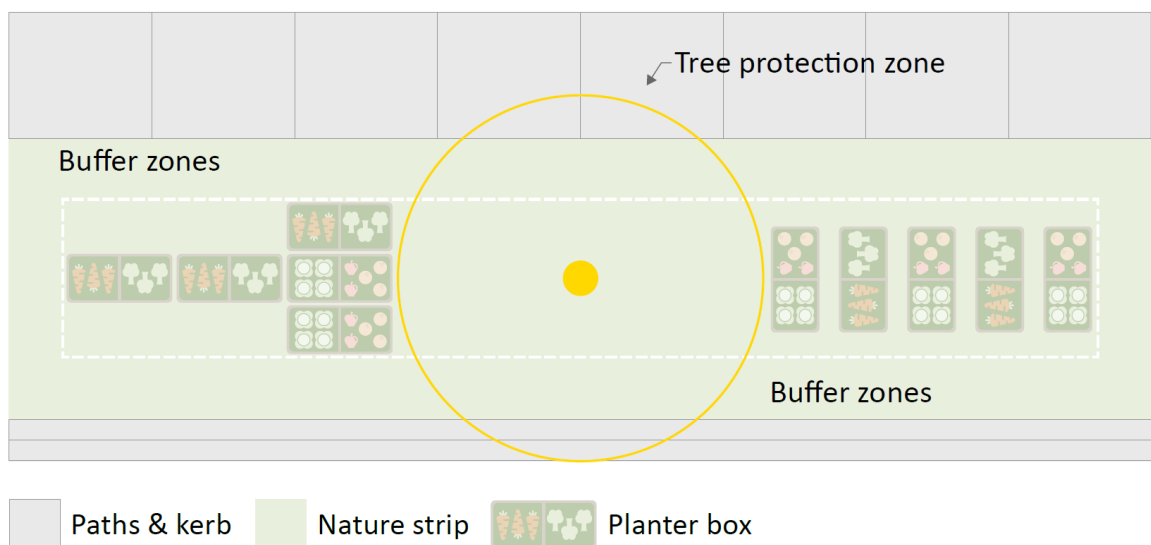 Tree protection zone
Buffer zones
Buffer zones
Paths & kerb
Nature strip
Planter box